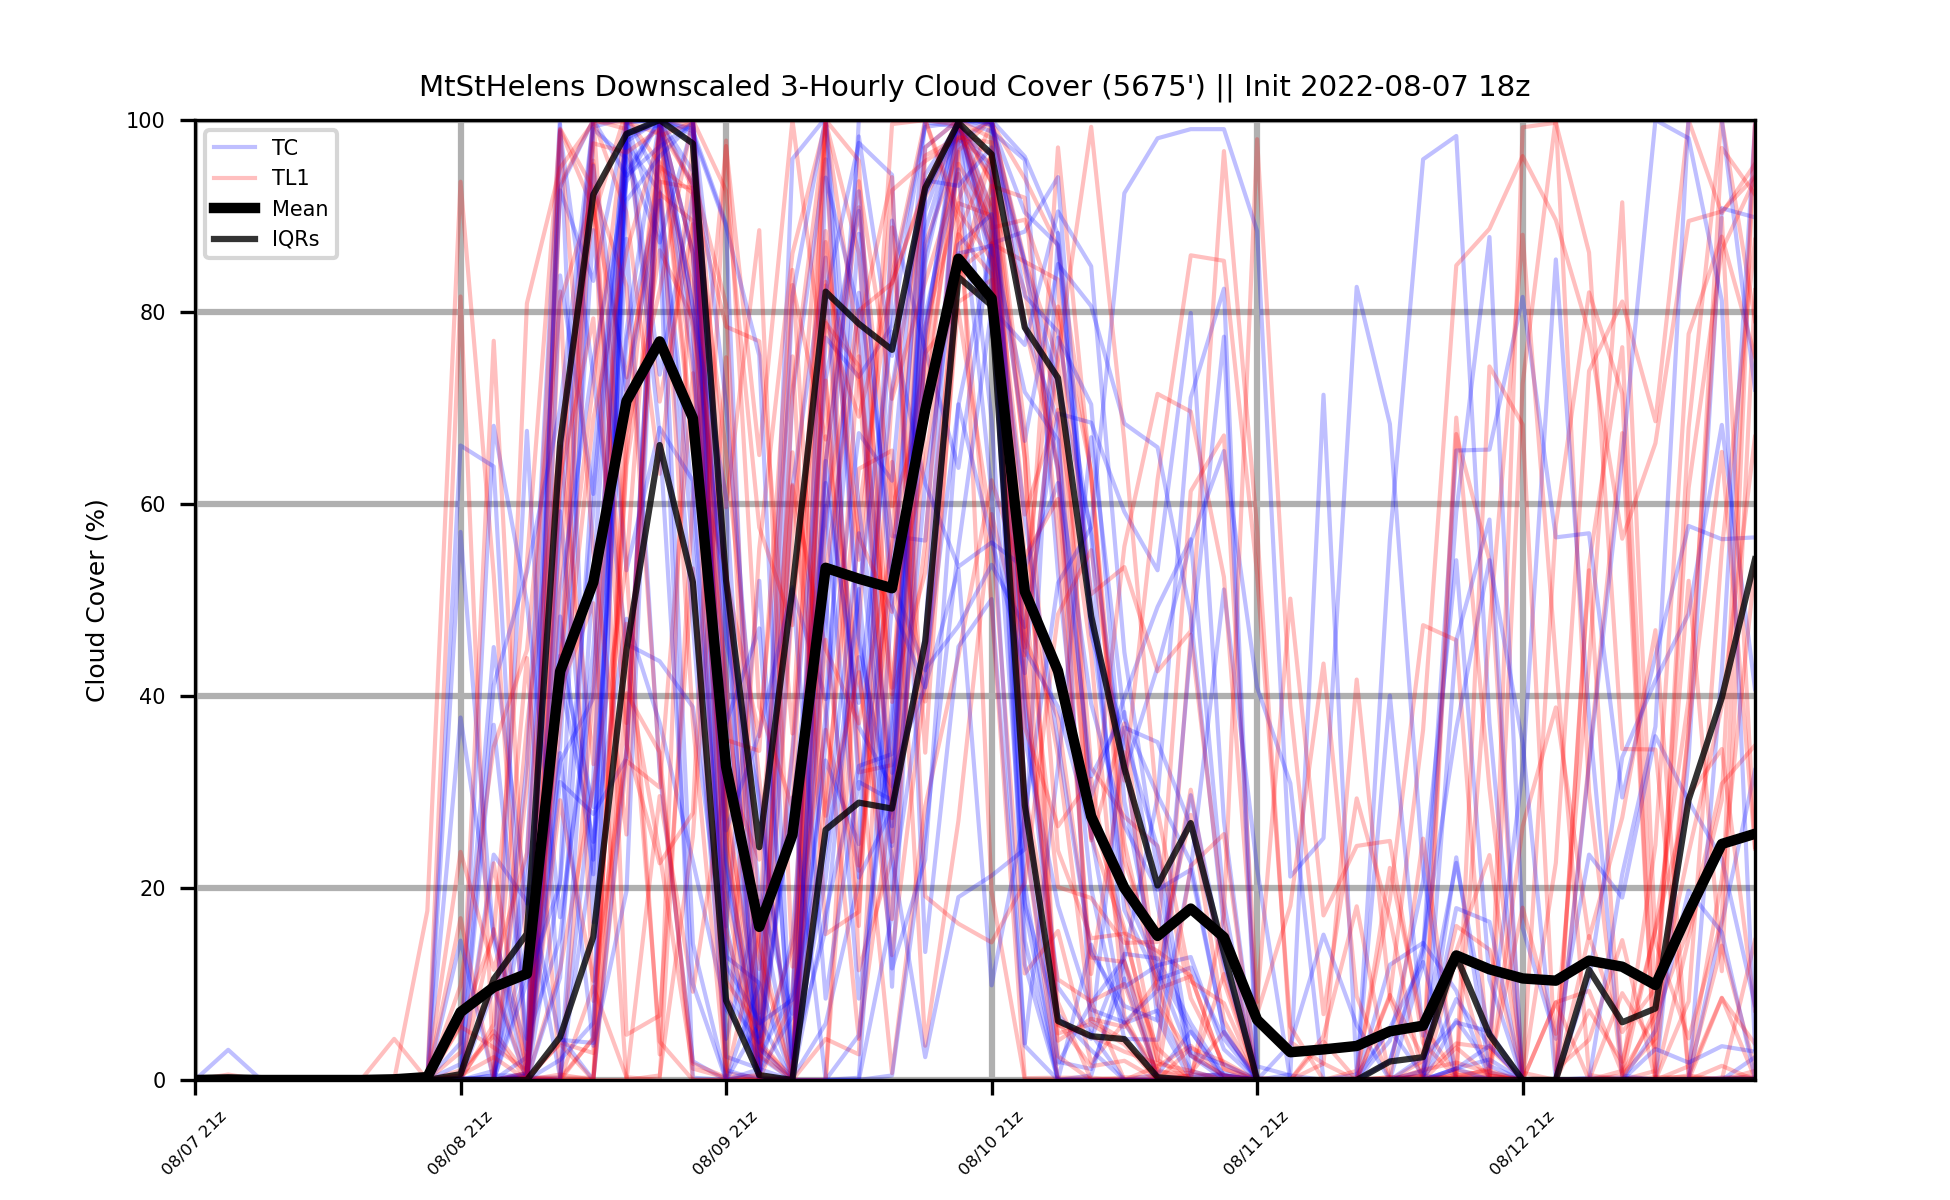 MtStHelens Downscaled 3-Hourly Cloud Cover (5675') || Init 2022-08-07 18z
TC
TL1
Mean
IQRs
Cloud Cover (%)
100
80
60
40
20
0
08/07 21z
08/08 21z
08/09 21z
08/10 21z
08/11 21z
08/12 21z